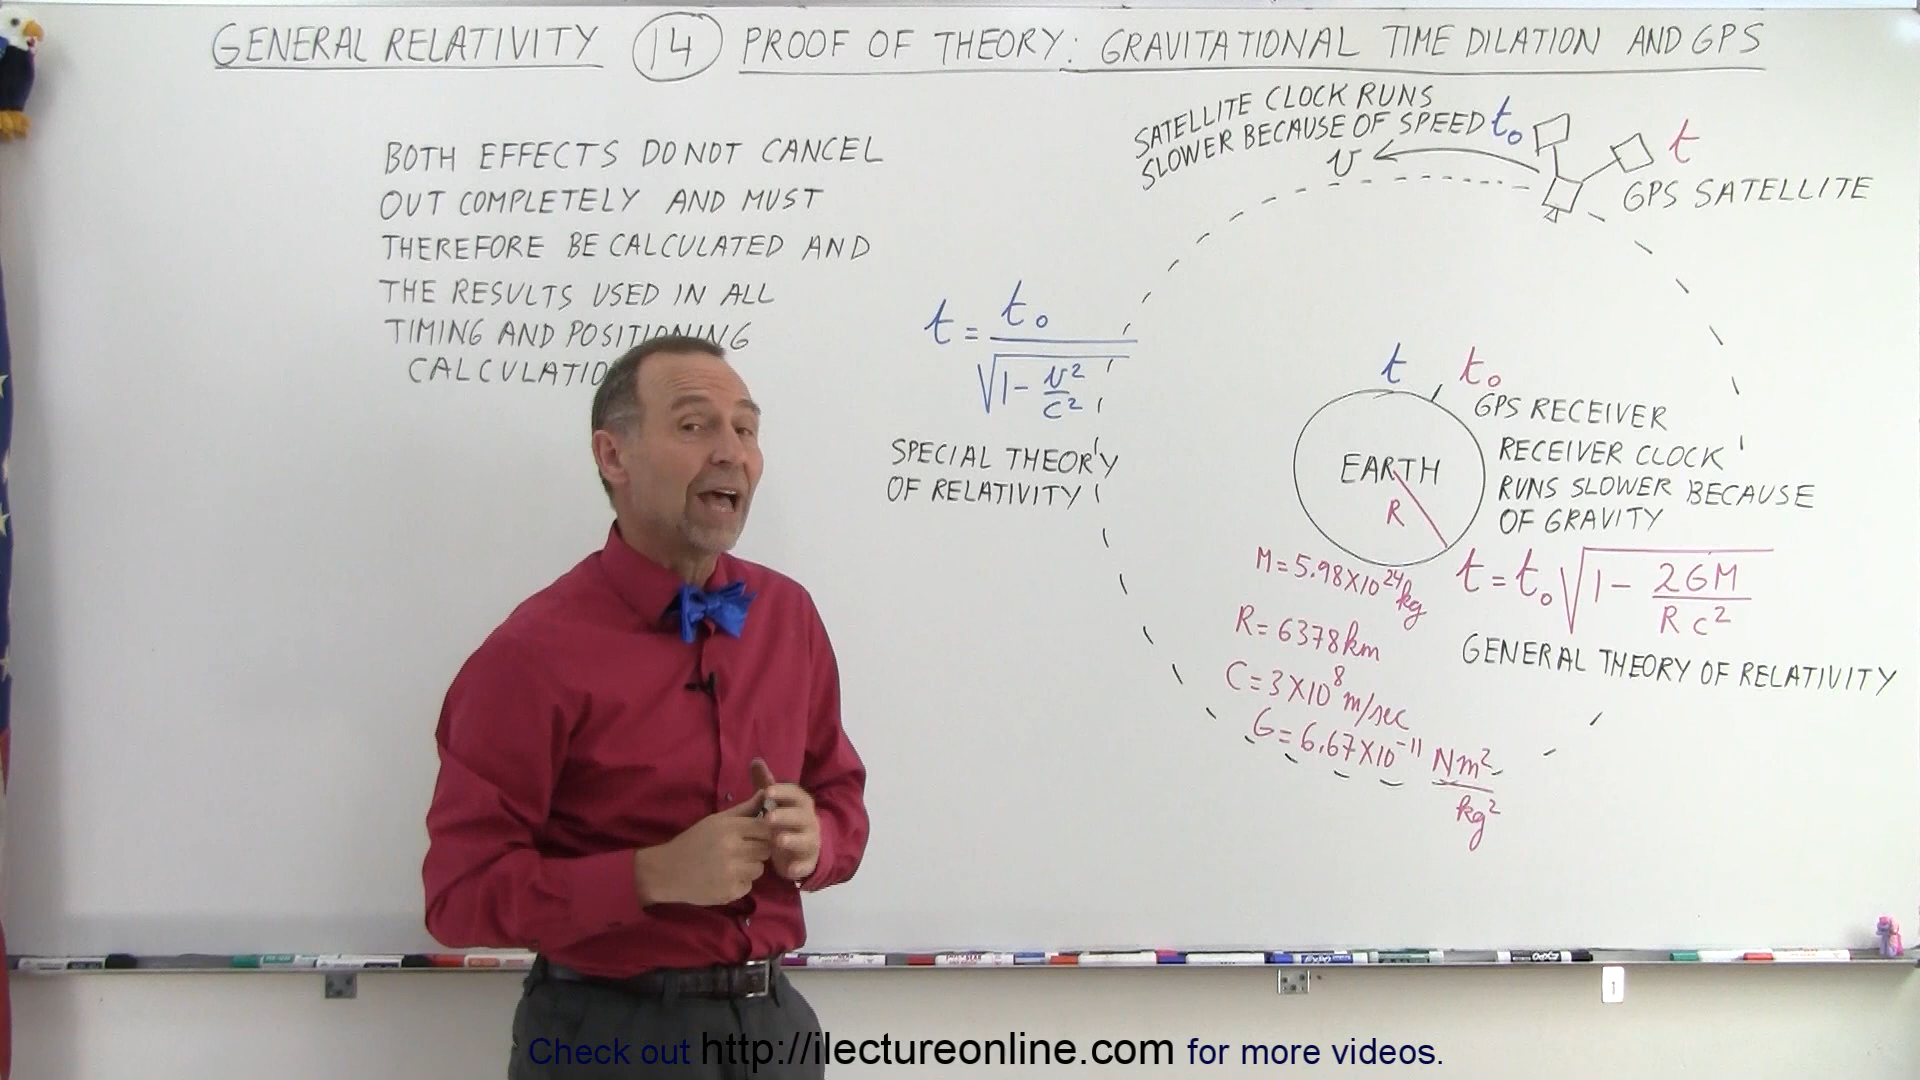 GENERAL RELATIVITY 14 PROOF OF THEORY: GRAVITATIONAL TIME DILATION AND GPS
BOTH EFFECTS DO NOT CANCEL
OUT COMPLETELY AND MUST
THEREFORE BE CALCULATED AND
THE RESULTS USED IN ALL
TIMING AND POSITIONING
CALCULATIO
SATELLITE CLOCK RUNS
SLOWER BECAUSE OF SPEED t₀
v
t
GPS SATELLITE
t = t₀ / √(1 - v²/c²)
SPECIAL THEORY
OF RELATIVITY
t t₀
GPS RECEIVER
RECEIVER CLOCK
RUNS SLOWER BECAUSE
OF GRAVITY
EARTH
R
M = 5.98 X 10²⁴ kg
R = 6378 km
C = 3 X 10⁸ m/sec
G = 6.67 X 10⁻¹¹ Nm²/kg²
t = t₀ √(1 - 2GM/Rc²)
GENERAL THEORY OF RELATIVITY
1
Check out http://ilectureonline.com for more videos.